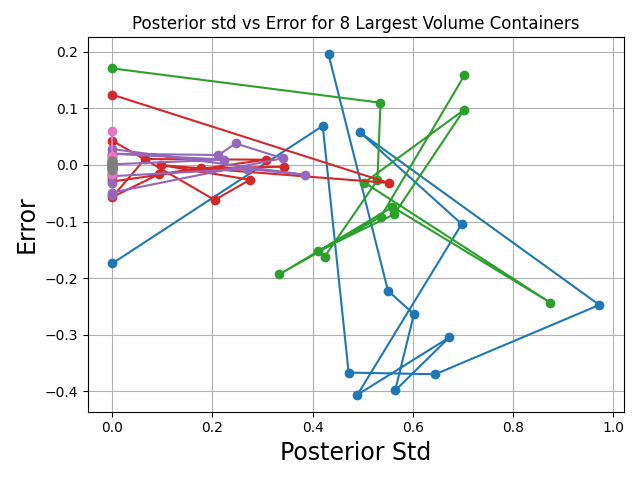 Posterior std vs Error for 8 Largest Volume Containers
0.2
0.1
0.0
−0.1
−0.2
−0.3
−0.4
Error
0.0 0.2 0.4 0.6 0.8 1.0
Posterior Std